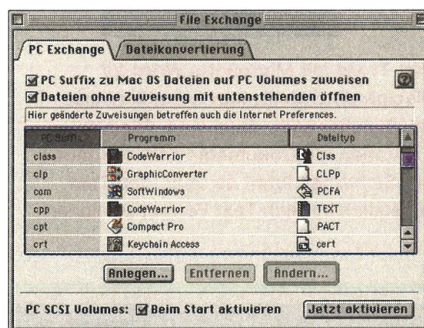 File Exchange
PC Exchange Dateikonvertierung
PC Suffix zu Mac OS Dateien auf PC Volumes zuweisen
Dateien ohne Zuweisung mit untenstehenden öffnen
Hier geänderte Zuweisungen betreffen auch die Internet Preferences.
PC Suffix Programm Dateityp
class CodeWarrior Clss
clp GraphicConverter CLPp
com SoftWindows PCFA
cpp CodeWarrior TEXT
cpt Compact Pro PACT
crt Keychain Access cert
Anlegen... Entfernen Ändern...
PC SCSI Volumes: Beim Start aktivieren Jetzt aktivieren